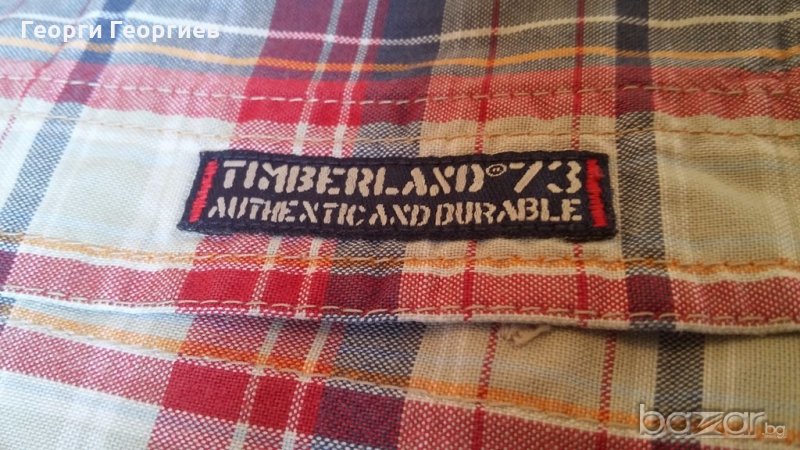 Георги Георгиев
TIMBERLAND® 73
AUTHENTIC AND DURABLE
bazar.bg